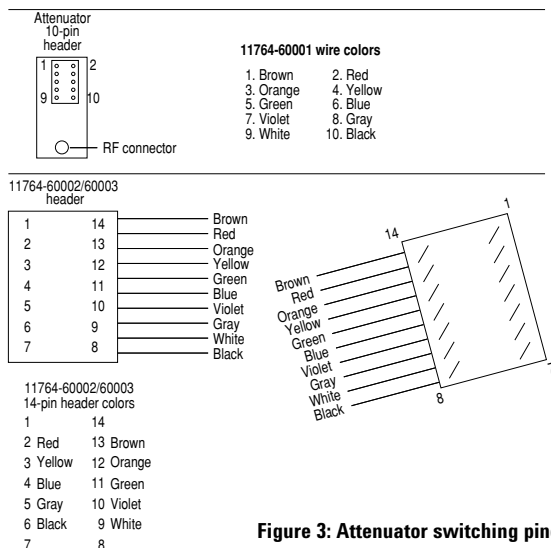 Attenuator
10-pin
header
1 2
9 10
RF connector
11764-60001 wire colors
1. Brown 2. Red
3. Orange 4. Yellow
5. Green 6. Blue
7. Violet 8. Gray
9. White 10. Black
11764-60002/60003
header
1 14
2 13
3 12
4 11
5 10
6 9
7 8
Brown
Red
Orange
Yellow
Green
Blue
Violet
Gray
White
Black
14 1
Brown
Red
Orange
Yellow
Green
Blue
Violet
Gray
White
Black
8
11764-60002/60003
14-pin header colors
1 14
2 Red 13 Brown
3 Yellow 12 Orange
4 Blue 11 Green
5 Gray 10 Violet
6 Black 9 White
7 8
Figure 3: Attenuator switching pin